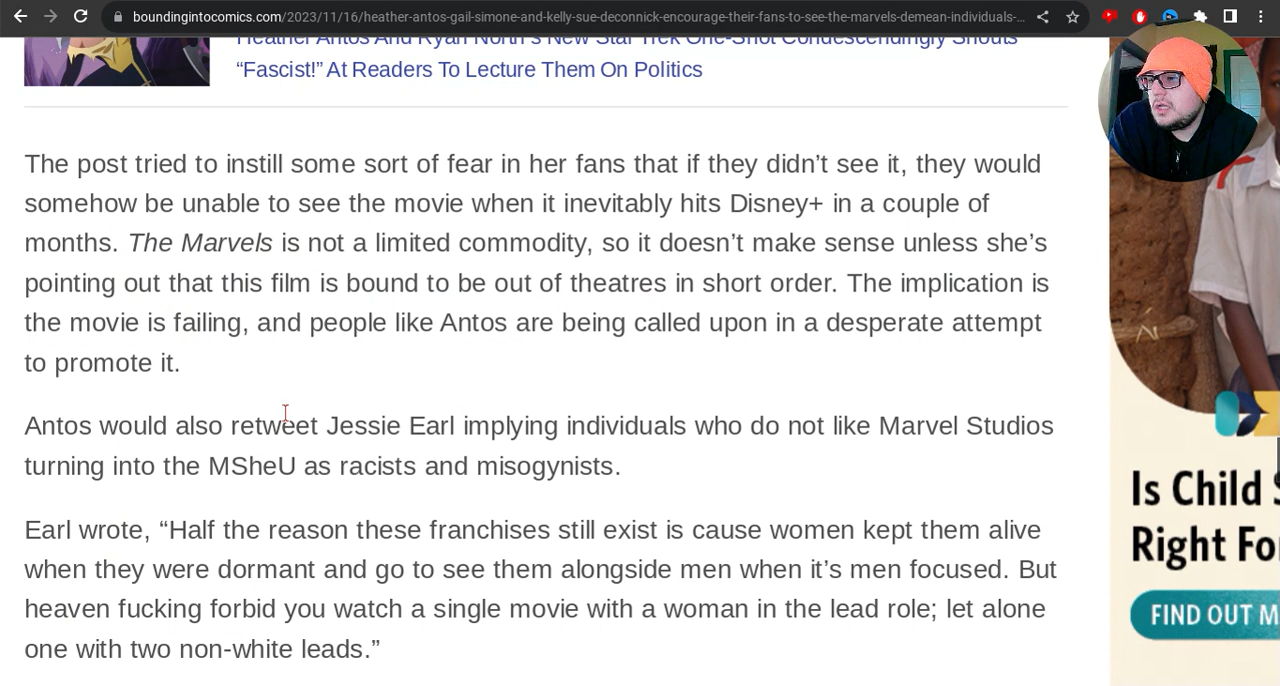 boundingintocomics.com/2023/11/16/heather-antos-gail-simone-and-kelly-sue-deconnick-encourage-their-fans-to-see-the-marvels-demean-individuals-...
Heather Antos And Ryan North's New Star Trek One-Shot Condescendingly Shouts
“Fascist!” At Readers To Lecture Them On Politics
The post tried to instill some sort of fear in her fans that if they didn’t see it, they would
somehow be unable to see the movie when it inevitably hits Disney+ in a couple of
months. The Marvels is not a limited commodity, so it doesn’t make sense unless she’s
pointing out that this film is bound to be out of theatres in short order. The implication is
the movie is failing, and people like Antos are being called upon in a desperate attempt
to promote it.
Antos would also retweet Jessie Earl implying individuals who do not like Marvel Studios
turning into the MSheU as racists and misogynists.
Earl wrote, “Half the reason these franchises still exist is cause women kept them alive
when they were dormant and go to see them alongside men when it’s men focused. But
heaven fucking forbid you watch a single movie with a woman in the lead role; let alone
one with two non-white leads.”
Is Child
Right Fo
FIND OUT M